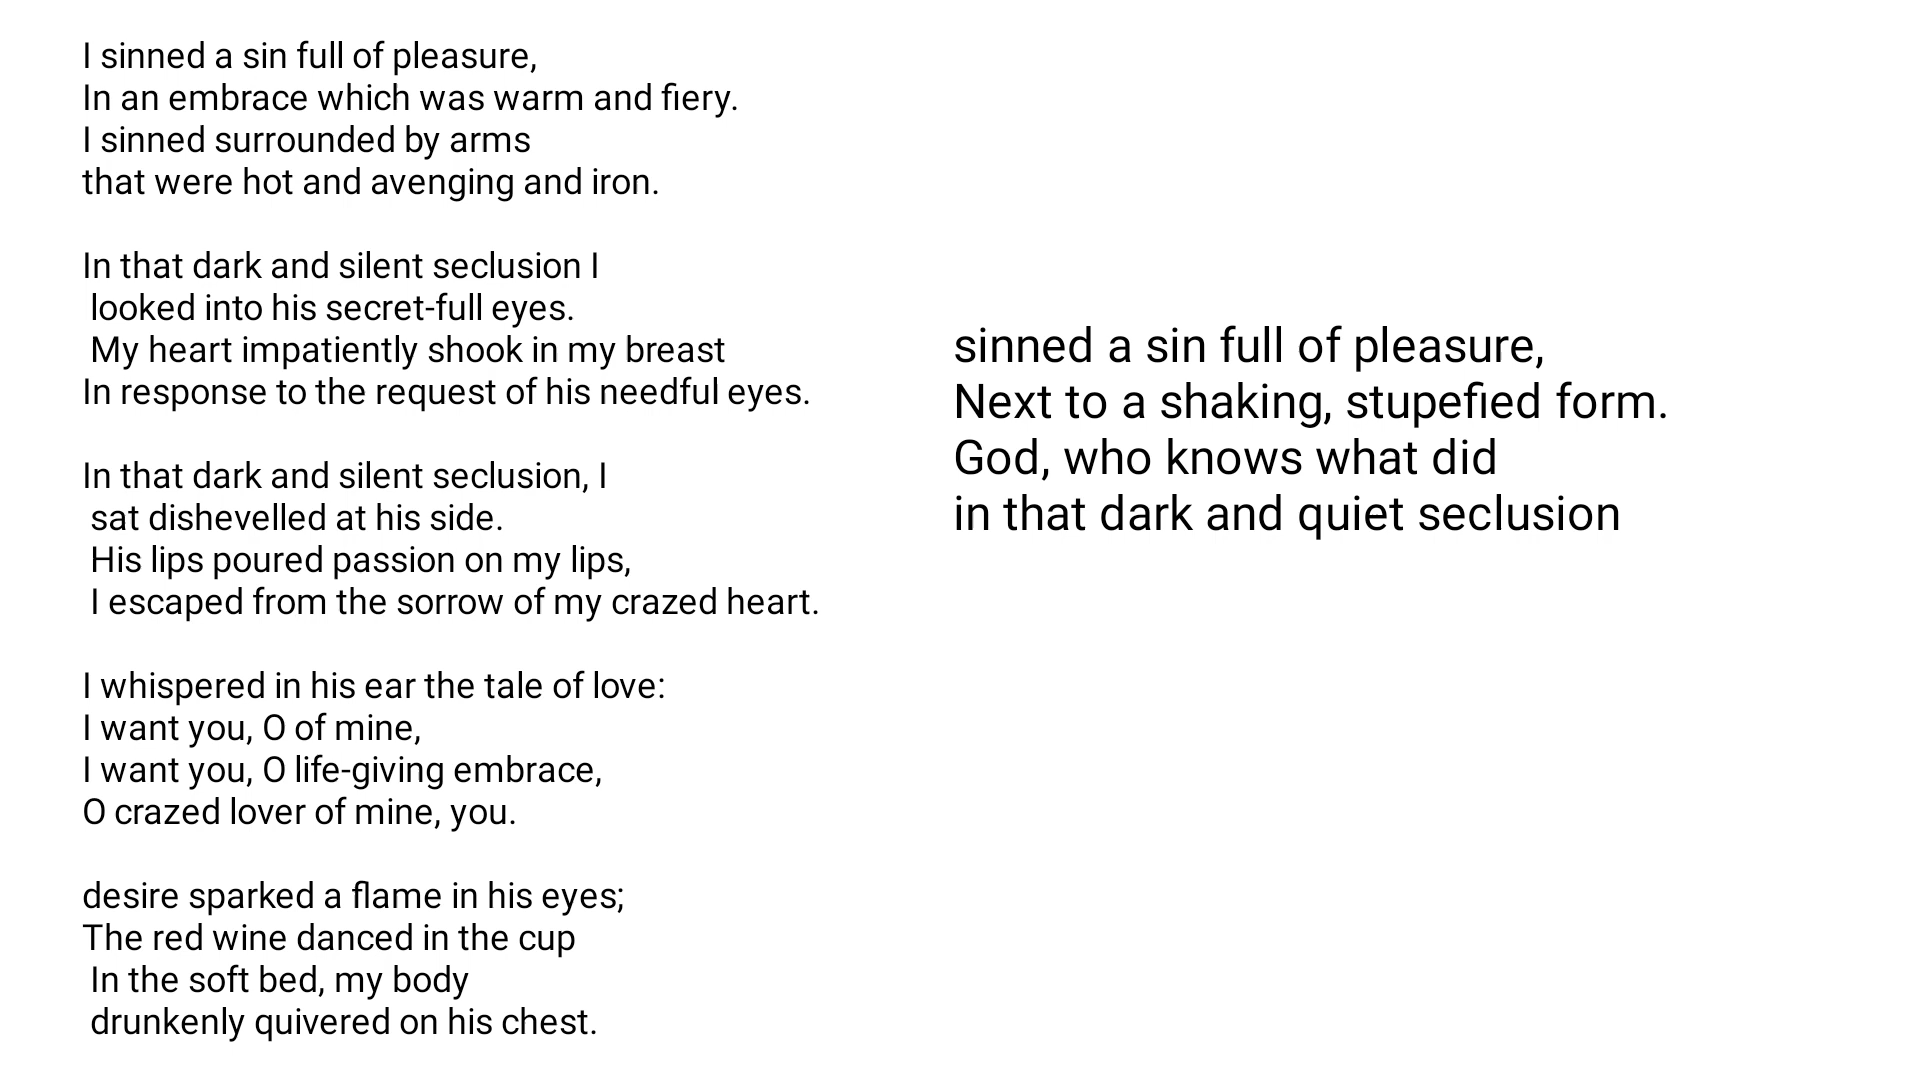 I sinned a sin full of pleasure,
In an embrace which was warm and fiery.
I sinned surrounded by arms
that were hot and avenging and iron.

In that dark and silent seclusion I
looked into his secret-full eyes.
My heart impatiently shook in my breast
In response to the request of his needful eyes.

In that dark and silent seclusion, I
sat dishevelled at his side.
His lips poured passion on my lips,
I escaped from the sorrow of my crazed heart.

I whispered in his ear the tale of love:
I want you, O of mine,
I want you, O life-giving embrace,
O crazed lover of mine, you.

desire sparked a flame in his eyes;
The red wine danced in the cup
In the soft bed, my body
drunkenly quivered on his chest.

sinned a sin full of pleasure,
Next to a shaking, stupefied form.
God, who knows what did
in that dark and quiet seclusion